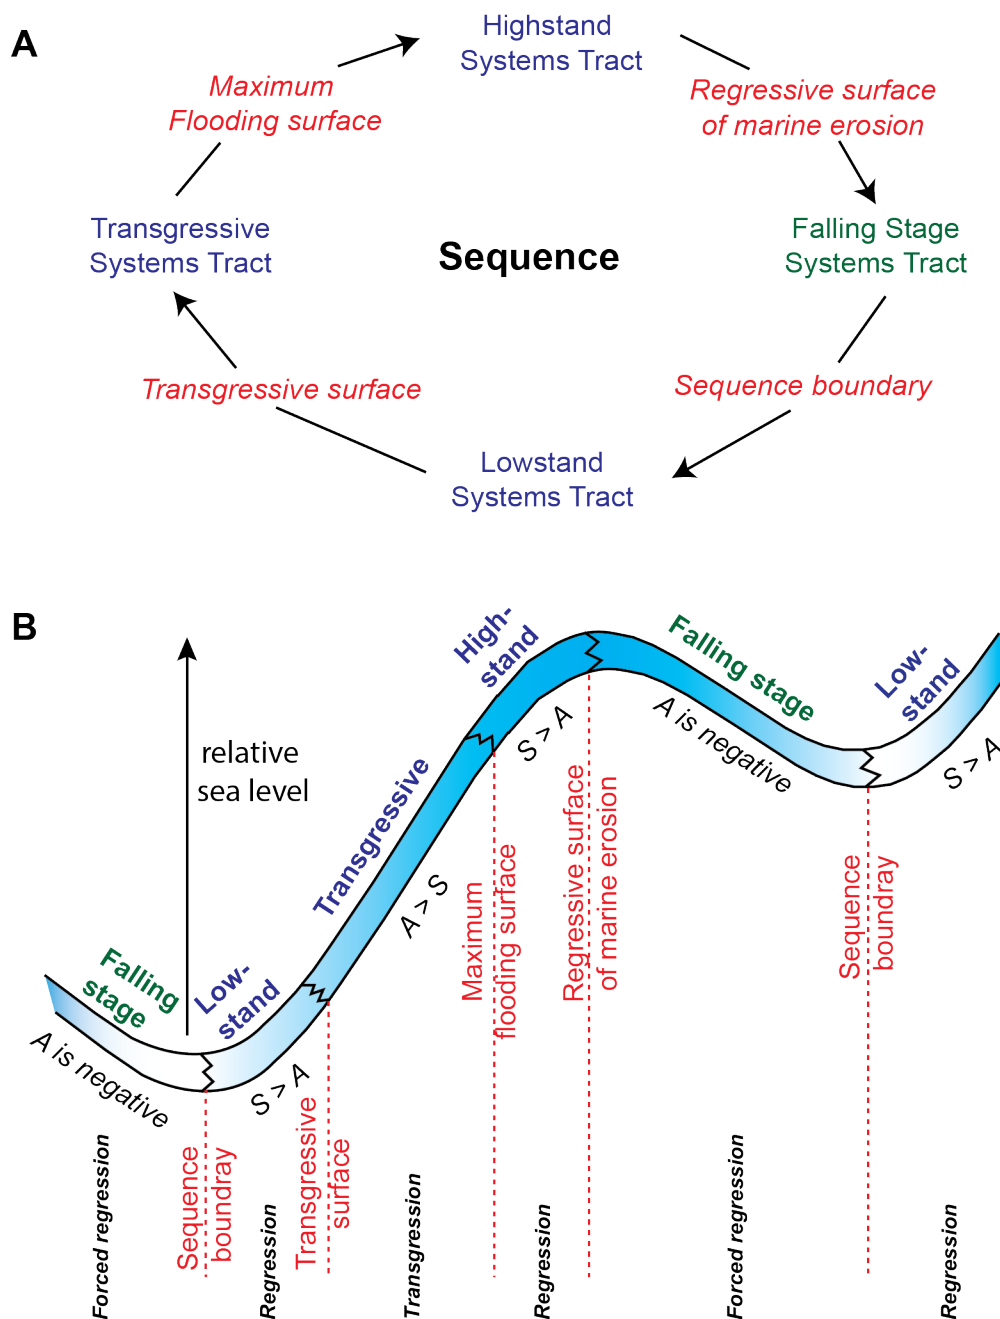 A
Highstand
Systems Tract
Maximum
Flooding surface
Regressive surface
of marine erosion
Transgressive
Systems Tract
Sequence
Falling Stage
Systems Tract
Transgressive surface
Sequence boundary
Lowstand
Systems Tract
B
relative
sea level
Falling
stage
Low-
stand
Transgressive
High-
stand
Falling stage
Low-
stand
A is negative
S > A
A > S
S > A
A is negative
S > A
Sequence
boundray
Transgressive
surface
Maximum
flooding surface
Regressive surface
of marine erosion
Sequence
boundray
Forced regression
Regression
Transgression
Regression
Forced regression
Regression